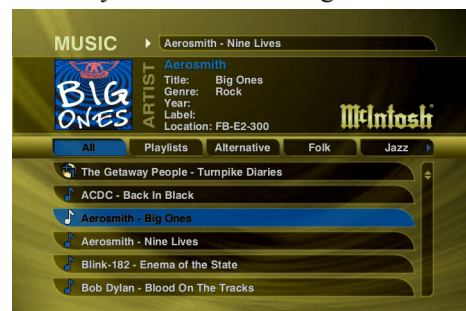 MUSIC
Aerosmith - Nine Lives
BIG
ONES
ARTIST
Aerosmith
Title: Big Ones
Genre: Rock
Year:
Label:
Location: FB-E2-300
McIntosh
All Playlists Alternative Folk Jazz
The Getaway People - Turnpike Diaries
ACDC - Back In Black
Aerosmith - Big Ones
Aerosmith - Nine Lives
Blink-182 - Enema of the State
Bob Dylan - Blood On The Tracks